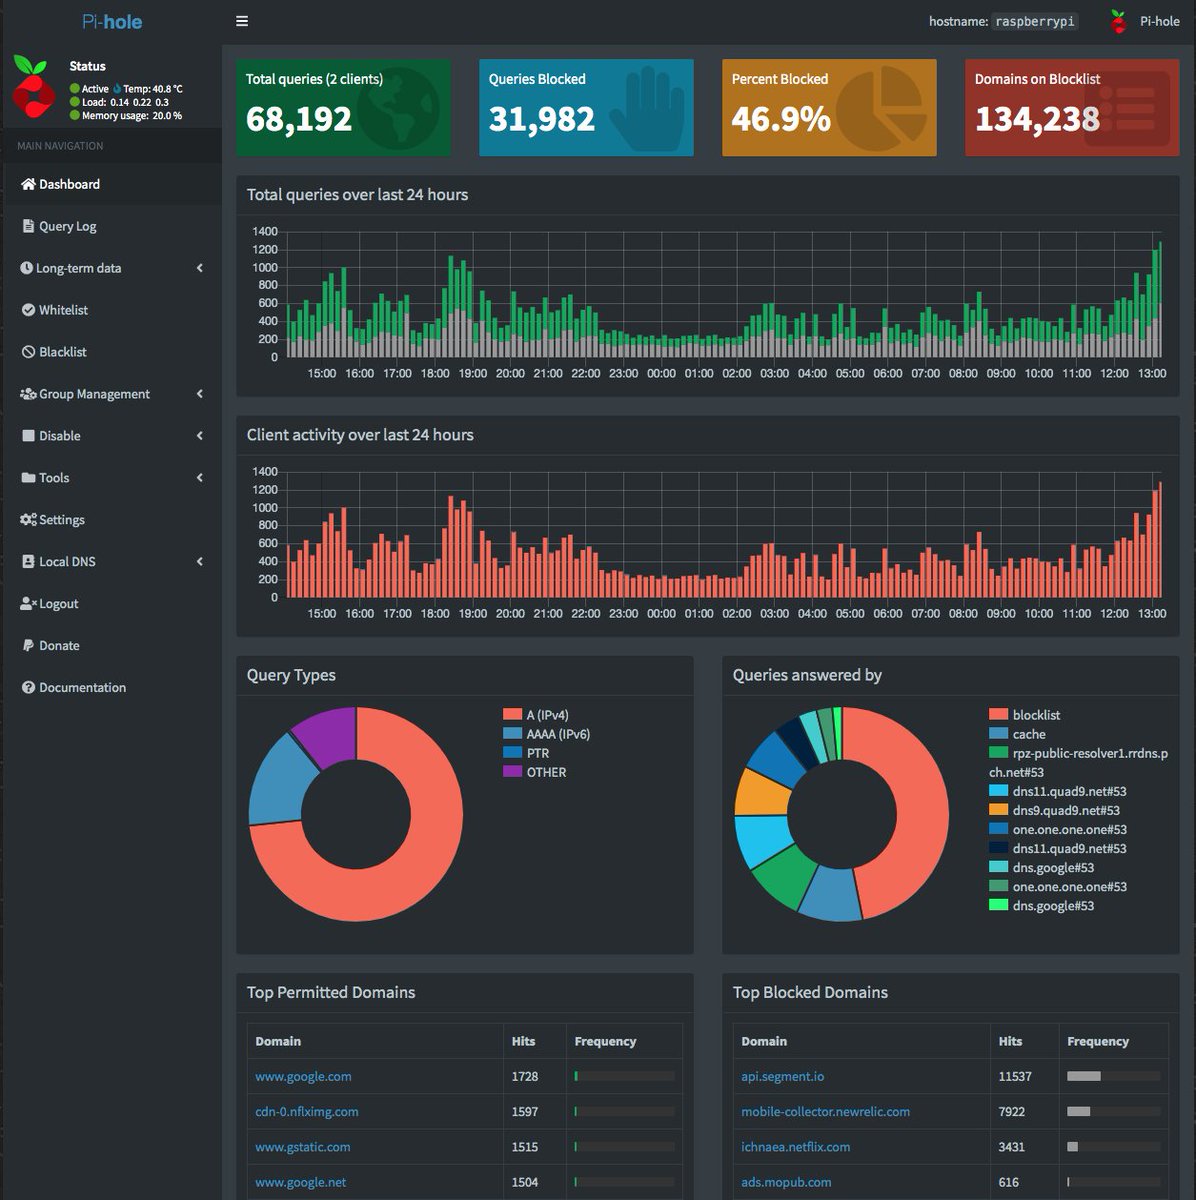 Pi-hole
hostname: raspberrypi
Pi-hole
Status
Active Temp: 40.8 °C
Load: 0.14 0.22 0.3
Memory usage: 20.0 %
MAIN NAVIGATION
Dashboard
Query Log
Long-term data
Whitelist
Blacklist
Group Management
Disable
Tools
Settings
Local DNS
Logout
Donate
Documentation
Total queries (2 clients)
68,192
Queries Blocked
31,982
Percent Blocked
46.9%
Domains on Blocklist
134,238
Total queries over last 24 hours
1400
1200
1000
800
600
400
200
0
15:00 16:00 17:00 18:00 19:00 20:00 21:00 22:00 23:00 00:00 01:00 02:00 03:00 04:00 05:00 06:00 07:00 08:00 09:00 10:00 11:00 12:00 13:00
Client activity over last 24 hours
1400
1200
1000
800
600
400
200
0
15:00 16:00 17:00 18:00 19:00 20:00 21:00 22:00 23:00 00:00 01:00 02:00 03:00 04:00 05:00 06:00 07:00 08:00 09:00 10:00 11:00 12:00 13:00
Query Types
A (IPv4)
AAAA (IPv6)
PTR
OTHER
Queries answered by
blocklist
cache
rpz-public-resolver1.rrdns.p
ch.net#53
dns11.quad9.net#53
dns9.quad9.net#53
one.one.one.one#53
dns11.quad9.net#53
dns.google#53
one.one.one.one#53
dns.google#53
Top Permitted Domains
Domain Hits Frequency
www.google.com 1728
cdn-0.nflximg.com 1597
www.gstatic.com 1515
www.google.net 1504
Top Blocked Domains
Domain Hits Frequency
api.segment.io 11537
mobile-collector.newrelic.com 7922
ichnaea.netflix.com 3431
ads.mopub.com 616